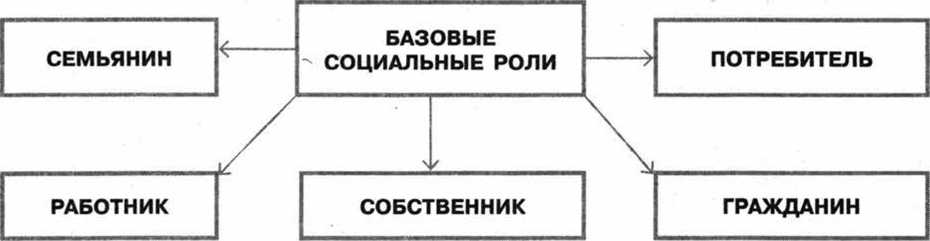 БАЗОВЫЕ
СОЦИАЛЬНЫЕ РОЛИ
СЕМЬЯНИН
ПОТРЕБИТЕЛЬ
РАБОТНИК
СОБСТВЕННИК
ГРАЖДАНИН